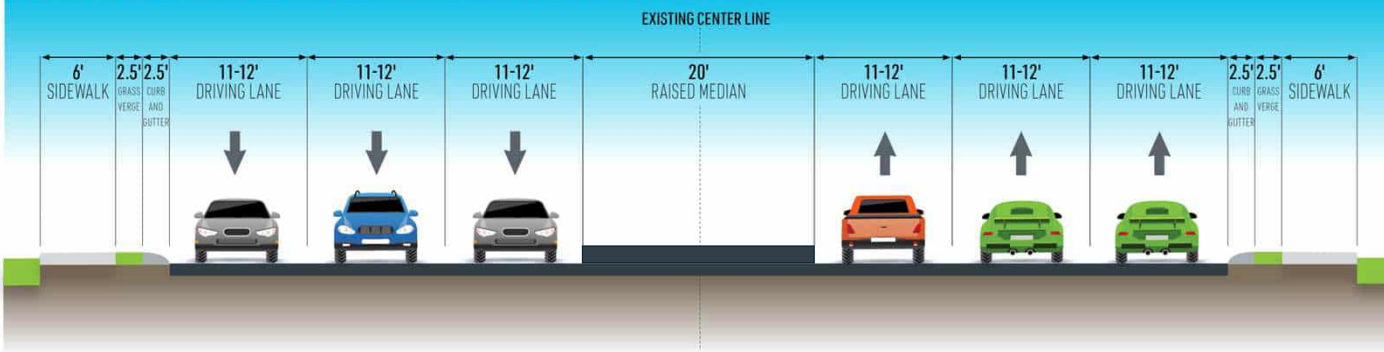 EXISTING CENTER LINE
6'
SIDEWALK
2.5'
GRASS
VERGE
2.5'
CURB
AND
GUTTER
11-12'
DRIVING LANE
11-12'
DRIVING LANE
11-12'
DRIVING LANE
20'
RAISED MEDIAN
11-12'
DRIVING LANE
11-12'
DRIVING LANE
11-12'
DRIVING LANE
2.5'
CURB
AND
GUTTER
2.5'
GRASS
VERGE
6'
SIDEWALK